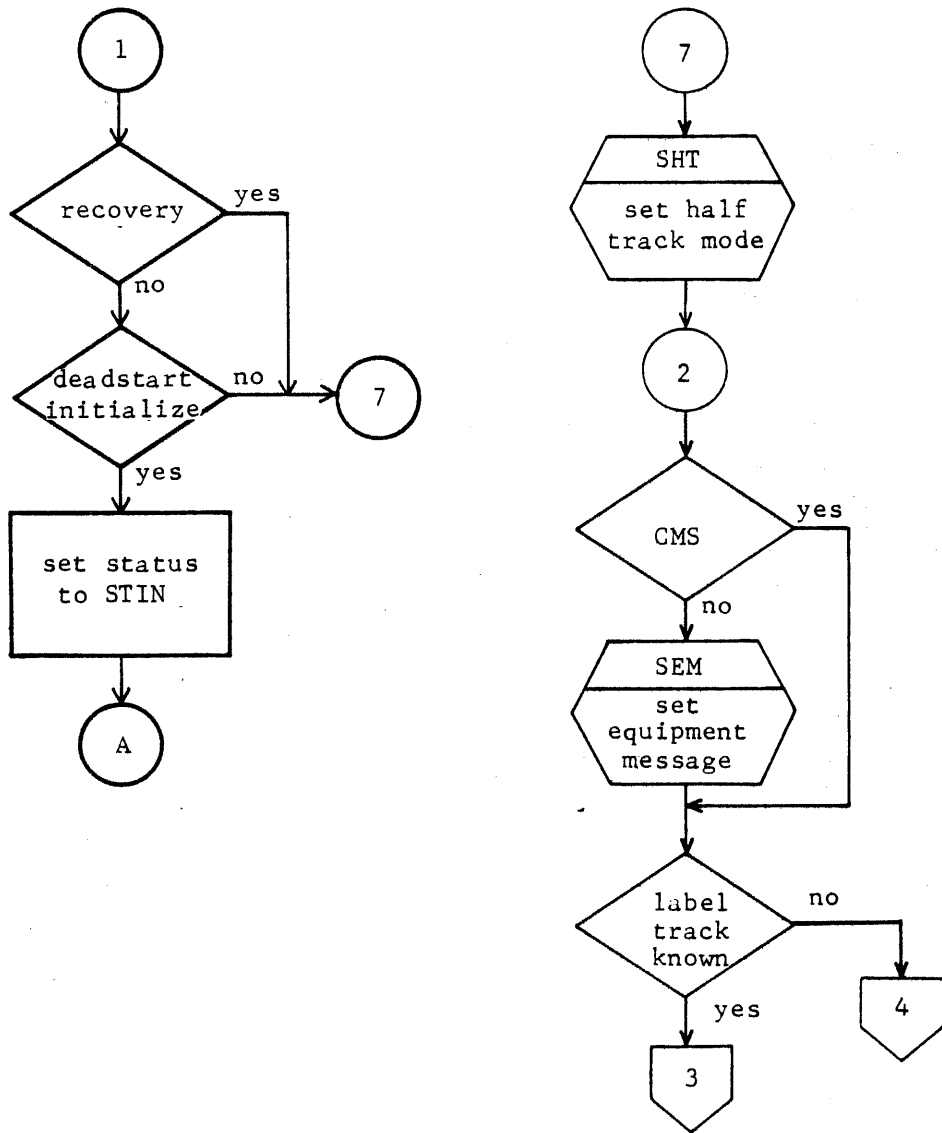 1
recovery
yes
no
deadstart
initialize
no
7
yes
set status
to STIN
A
7
SHT
set half
track mode
2
CMS
yes
no
SEM
set
equipment
message
label
track
known
no
4
yes
3